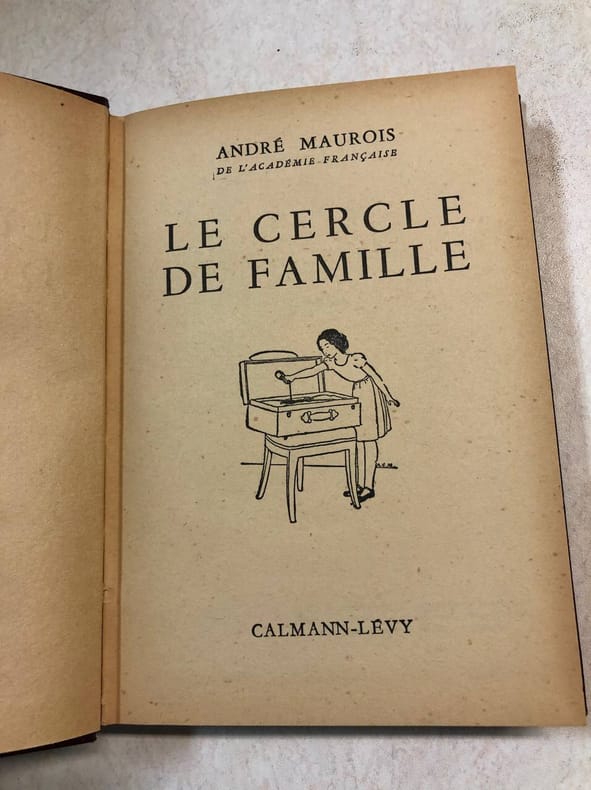 ANDRÉ MAUROIS
DE L'ACADÉMIE FRANÇAISE
LE CERCLE
DE FAMILLE
CALMANN-LÉVY